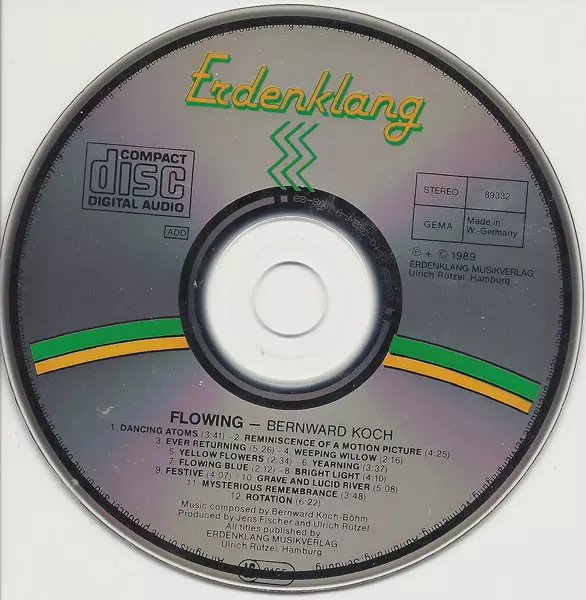 Erdenklang
COMPACT
disc
DIGITAL AUDIO
ADD
STEREO
89332
GEMA
Made in
W.-Germany
Ⓟ + © 1989
ERDENKLANG MUSIKVERLAG
Ulrich Rützel, Hamburg
FLOWING – BERNWARD KOCH
1. DANCING ATOMS (3:41) - 2. REMINISCENCE OF A MOTION PICTURE (4:25)
3. EVER RETURNING (5:26) - 4. WEEPING WILLOW (2:16)
5. YELLOW FLOWERS (2:34) - 6. YEARNING (3:37)
7. FLOWING BLUE (2:12) - 8. BRIGHT LIGHT (4:10)
9. FESTIVE (4:07) 10. GRAVE AND LUCID RIVER (5:08)
11. MYSTERIOUS REMEMBRANCE (3:48)
12. ROTATION (6:22)
Music composed by Bernward Koch-Böhm
Produced by Jens Fischer and Ulrich Rützel
All titles published by
ERDENKLANG MUSIKVERLAG
Ulrich Rützel, Hamburg